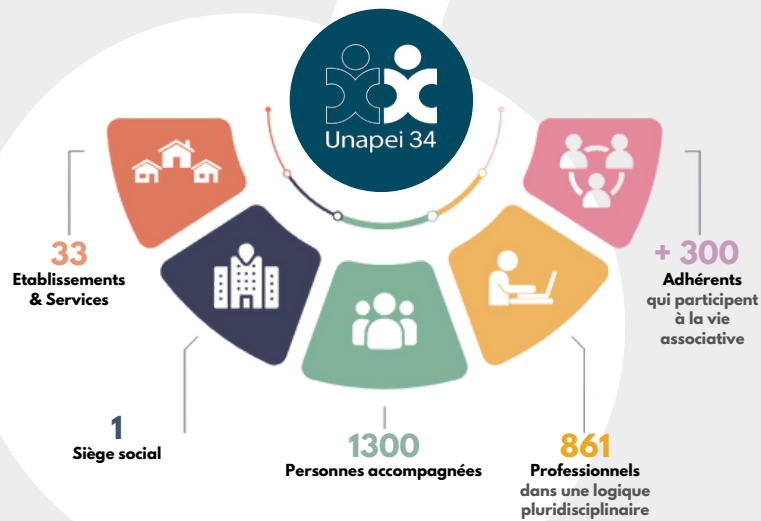 Unapei 34
33
Etablissements
& Services
1
Siège social
1300
Personnes accompagnées
861
Professionnels
dans une logique
pluridisciplinaire
+ 300
Adhérents
qui participent
à la vie
associative